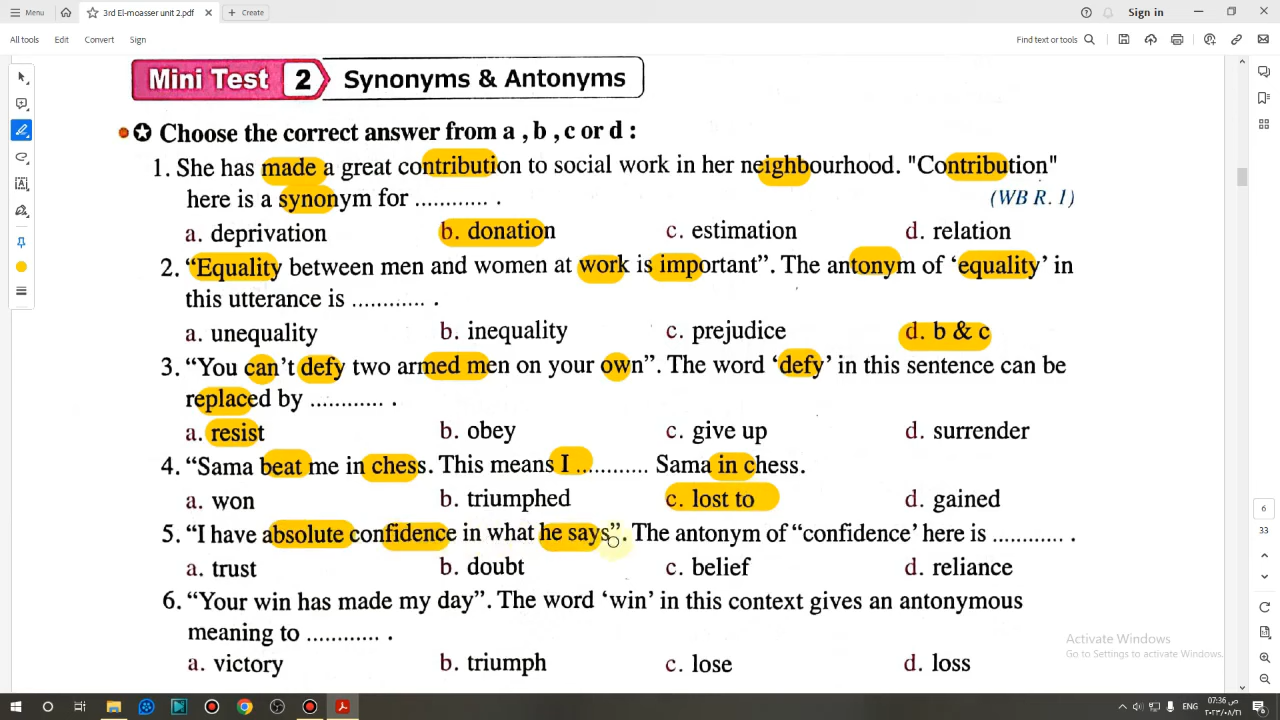 Menu
3rd El-moasser unit 2.pdf
Create
Sign in
All tools Edit Convert Sign
Find text or tools
Mini Test 2 Synonyms & Antonyms
Choose the correct answer from a , b , c or d :
1. She has made a great contribution to social work in her neighbourhood. "Contribution"
here is a synonym for ............ .
(WB R. 1)
a. deprivation b. donation c. estimation d. relation
2. “Equality between men and women at work is important”. The antonym of ‘equality’ in
this utterance is ............ .
a. unequality b. inequality c. prejudice d. b & c
3. “You can’t defy two armed men on your own”. The word ‘defy’ in this sentence can be
replaced by ............ .
a. resist b. obey c. give up d. surrender
4. “Sama beat me in chess. This means I ............ Sama in chess.
a. won b. triumphed c. lost to d. gained
5. “I have absolute confidence in what he says”. The antonym of “confidence’ here is ............ .
a. trust b. doubt c. belief d. reliance
6. “Your win has made my day”. The word ‘win’ in this context gives an antonymous
meaning to ............ .
a. victory b. triumph c. lose d. loss
6
33
Activate Windows
Go to Settings to activate Windows.
ENG
07:36 ص
٢٠٢٣/٠٨/٢١